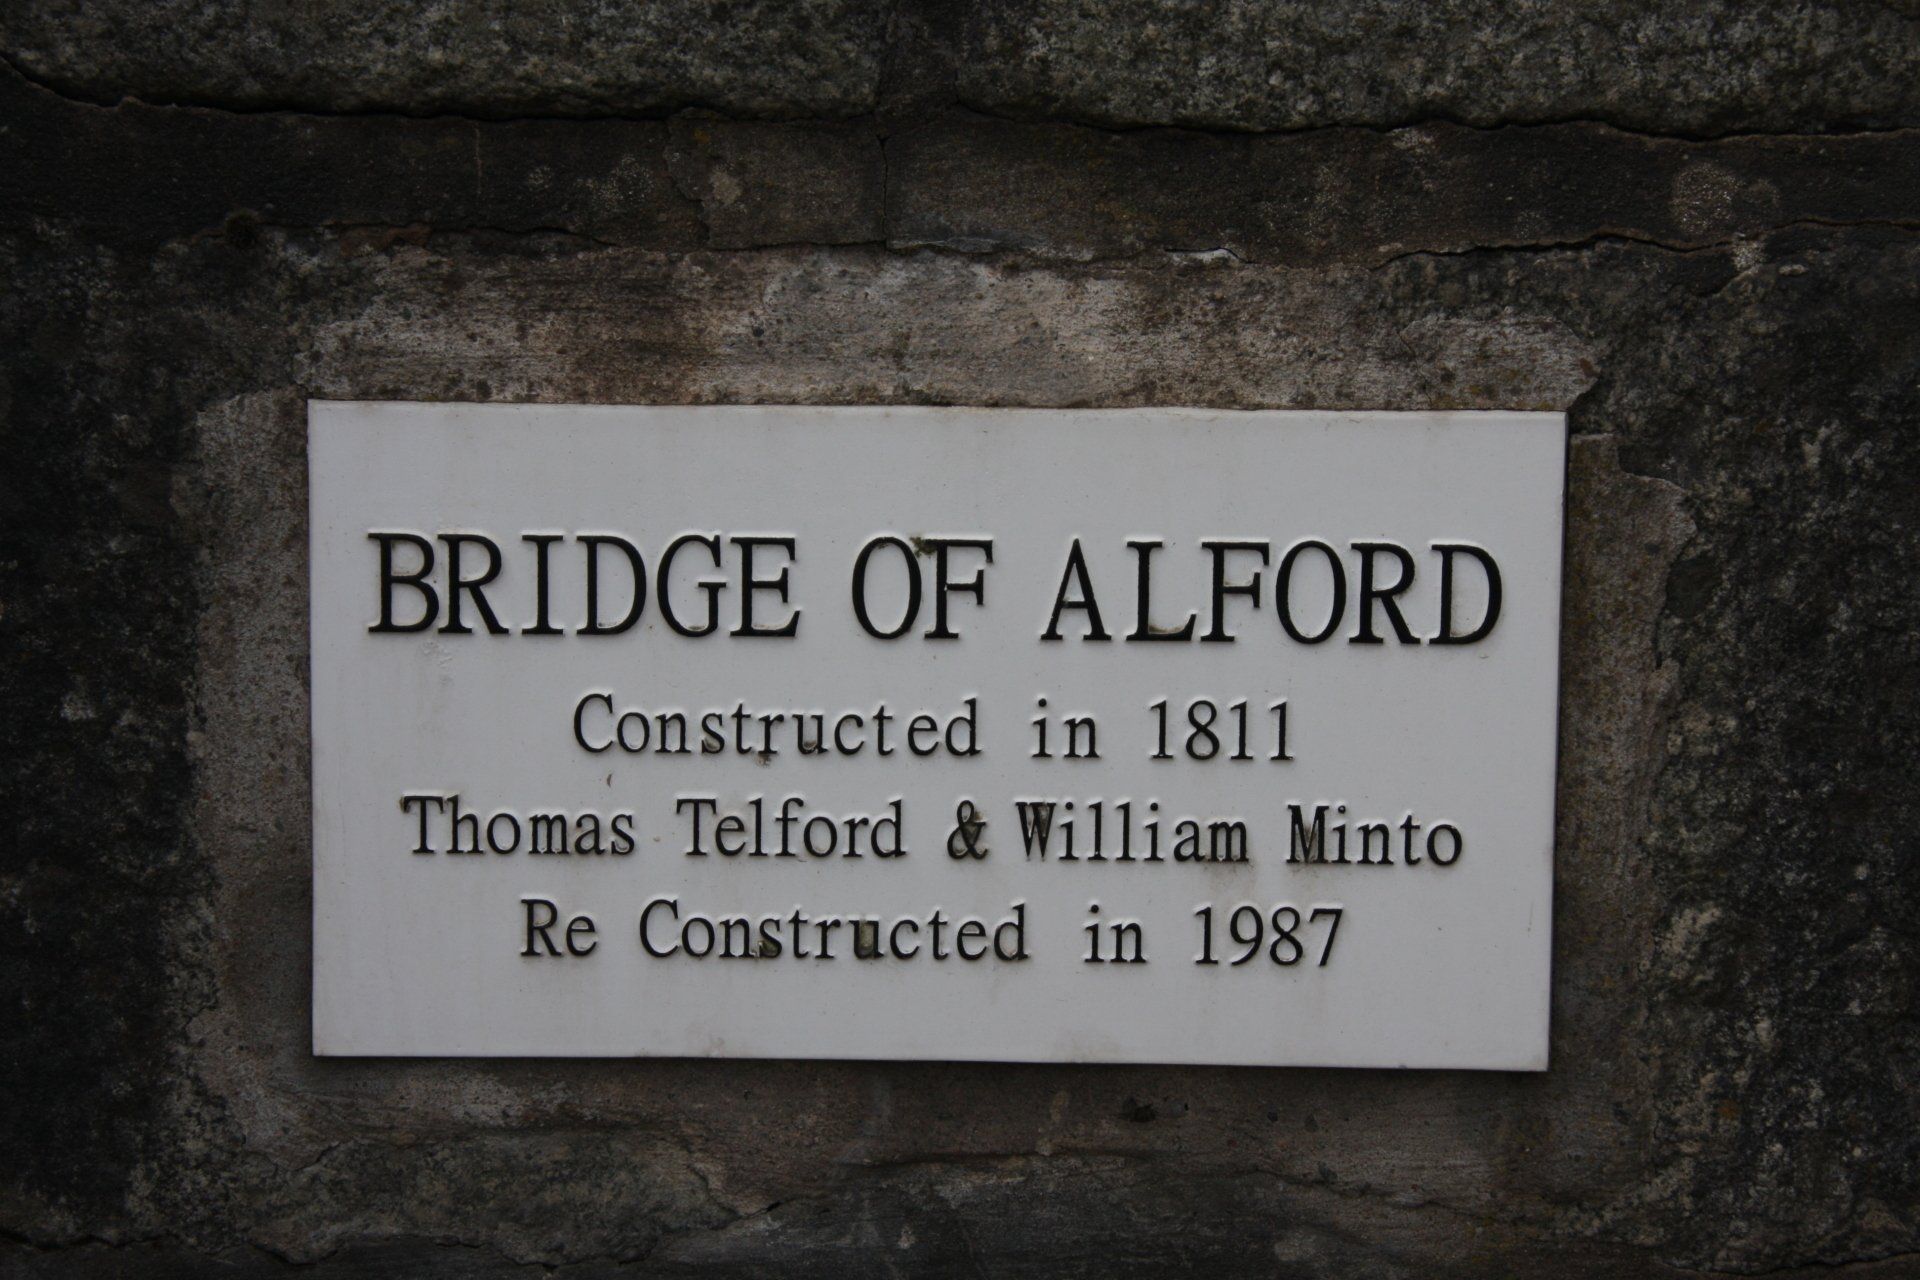 BRIDGE OF ALFORD
Constructed in 1811
Thomas Telford & William Minto
Re Constructed in 1987